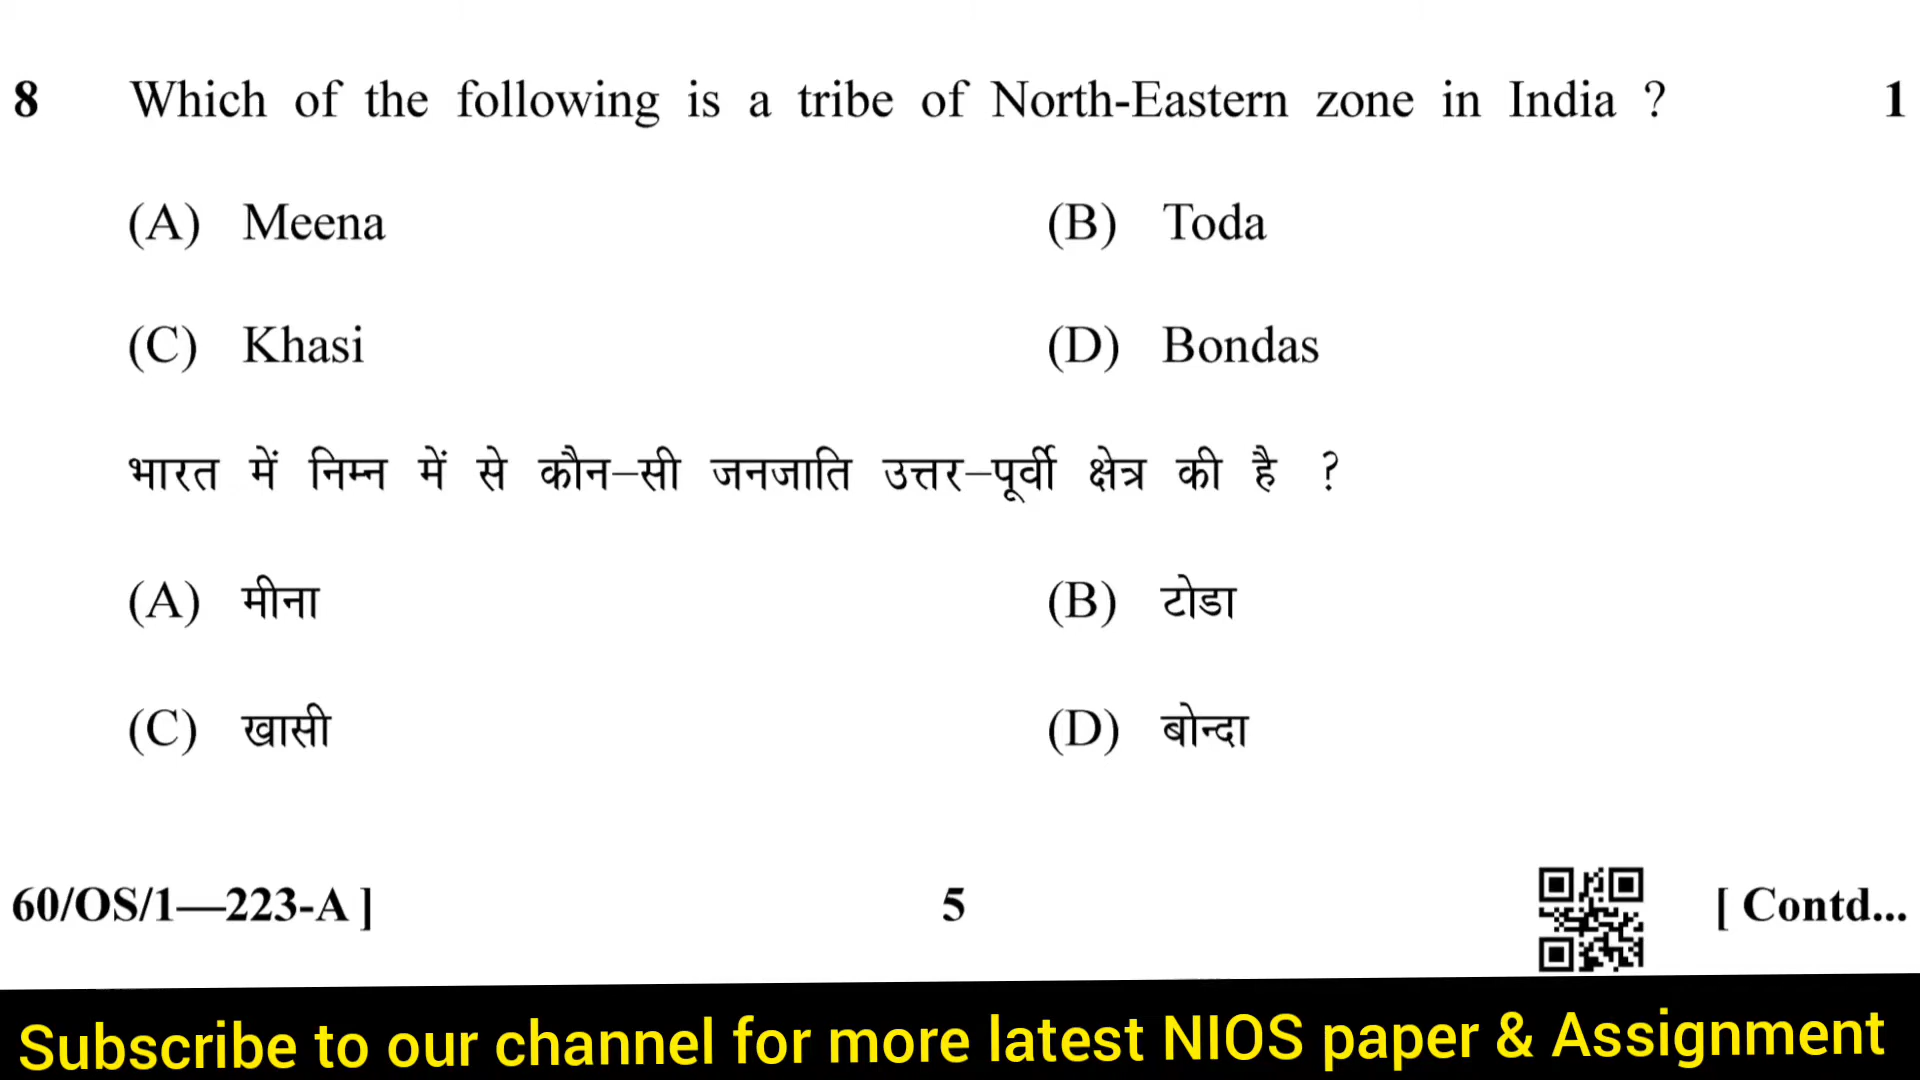 8 Which of the following is a tribe of North-Eastern zone in India ? 1
(A) Meena (B) Toda
(C) Khasi (D) Bondas
भारत में निम्न में से कौन–सी जनजाति उत्तर–पूर्वी क्षेत्र की है ?
(A) मीना (B) टोडा
(C) खासी (D) बोन्दा
60/OS/1—223-A ] 5 [ Contd...
Subscribe to our channel for more latest NIOS paper & Assignment